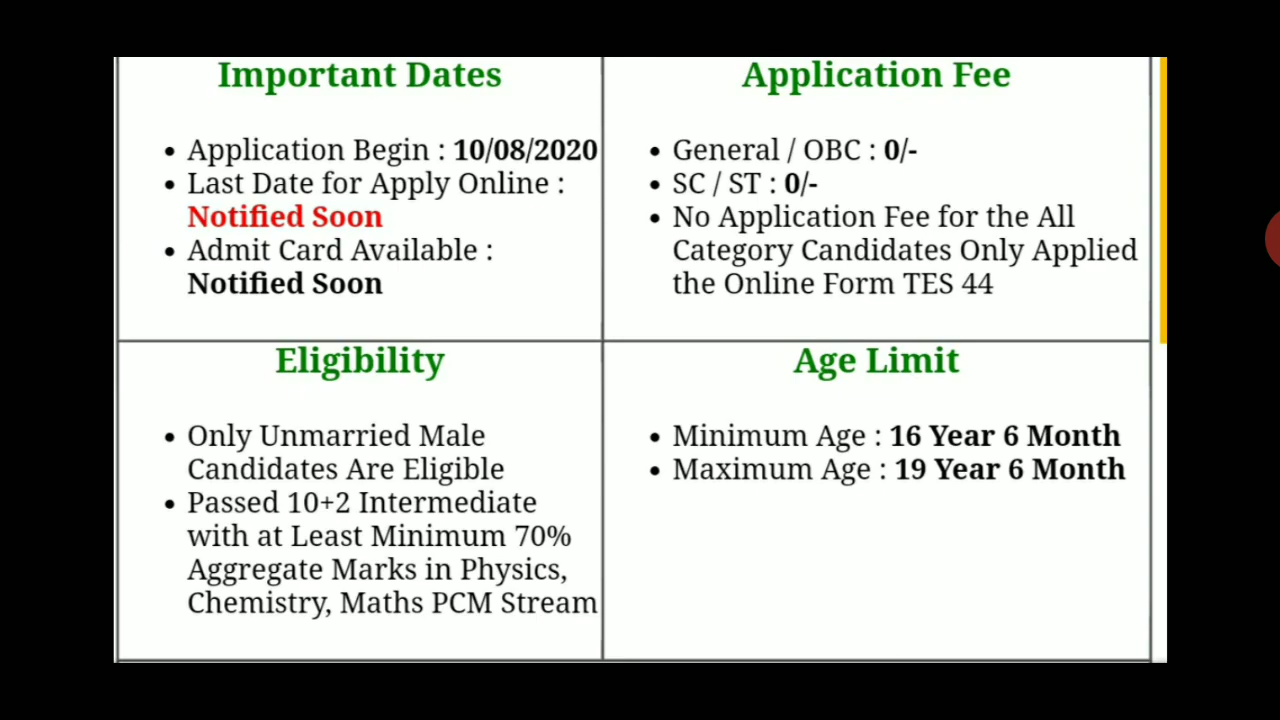 Important Dates
• Application Begin : 10/08/2020
• Last Date for Apply Online :
Notified Soon
• Admit Card Available :
Notified Soon
Application Fee
• General / OBC : 0/-
• SC / ST : 0/-
• No Application Fee for the All
Category Candidates Only Applied
the Online Form TES 44
Eligibility
• Only Unmarried Male
Candidates Are Eligible
• Passed 10+2 Intermediate
with at Least Minimum 70%
Aggregate Marks in Physics,
Chemistry, Maths PCM Stream
Age Limit
• Minimum Age : 16 Year 6 Month
• Maximum Age : 19 Year 6 Month